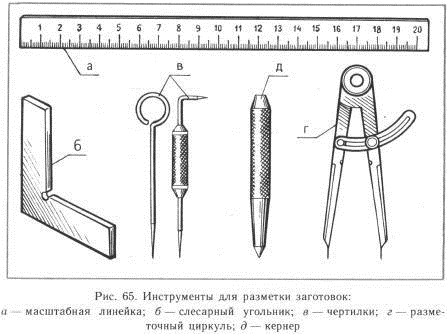 1 2 3 4 5 6 7 8 9 10 11 12 13 14 15 16 17 18 19 20
а
в
д
г
б
Рис. 65. Инструменты для разметки заготовок:
а — масштабная линейка; б — слесарный угольник; в — чертилки; г — разме-
точный циркуль; д — кернер